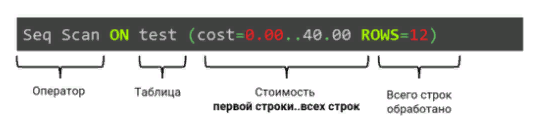 Seq Scan ON test (cost=0.00..40.00 ROWS=12)
Оператор
Таблица
Стоимость
первой строки..всех строк
Всего строк
обработано